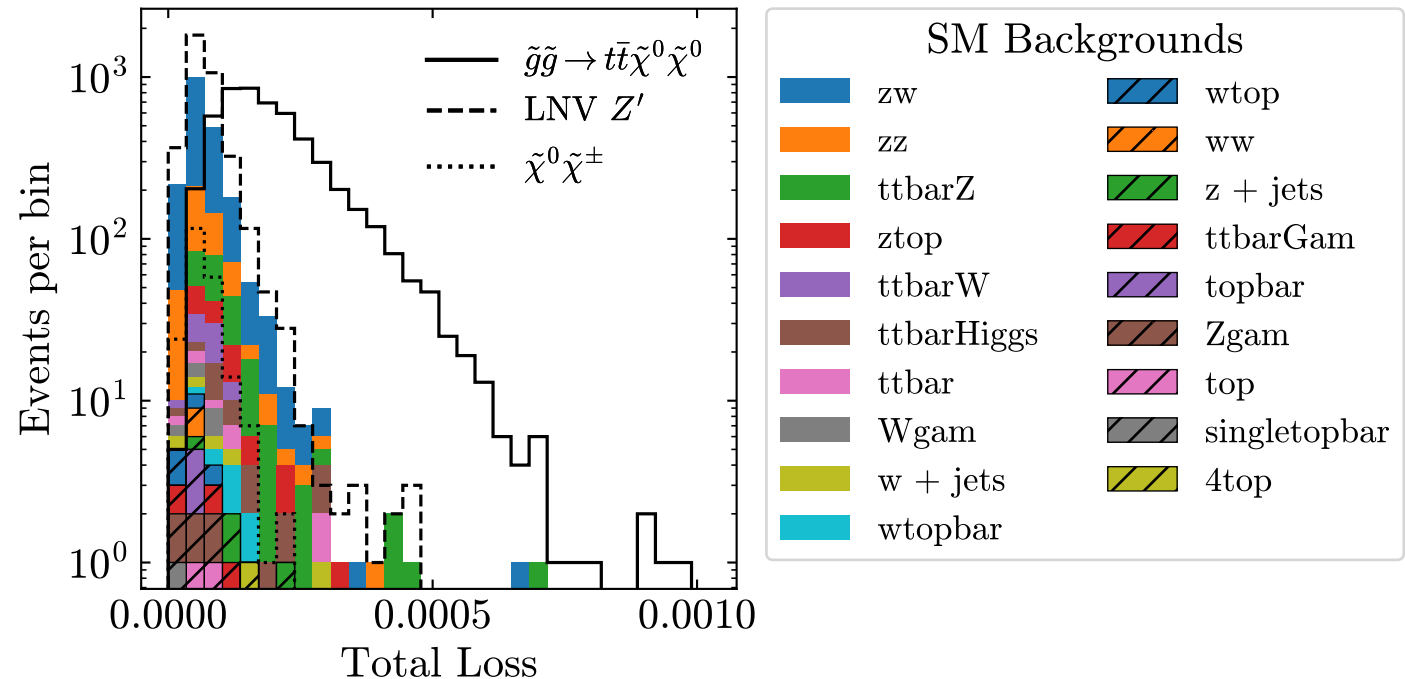 Events per bin
10³
10²
10¹
10⁰
0.0000
0.0005
0.0010
Total Loss
g̃g̃ → tt̄χ̃⁰χ̃⁰
LNV Z′
χ̃⁰χ̃±
SM Backgrounds
zw
zz
ttbarZ
ztop
ttbarW
ttbarHiggs
ttbar
Wgam
w + jets
wtopbar
wtop
ww
z + jets
ttbarGam
topbar
Zgam
top
singletopbar
4top